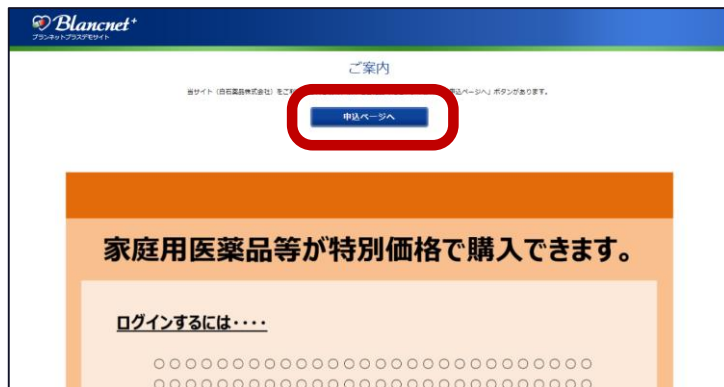 Blancnet+
ブランネットプラスデモサイト
ご案内
当サイト（白石薬品株式会社）をご 申込ページへ」ボタンがあります。
申込ページへ
家庭用医薬品等が特別価格で購入できます。
ログインするには・・・・
○○○○○○○○○○○○○○○○○○○○○○○○○○○○
○○○○○○○○○○○○○○○○○○○○○○○○○○○○